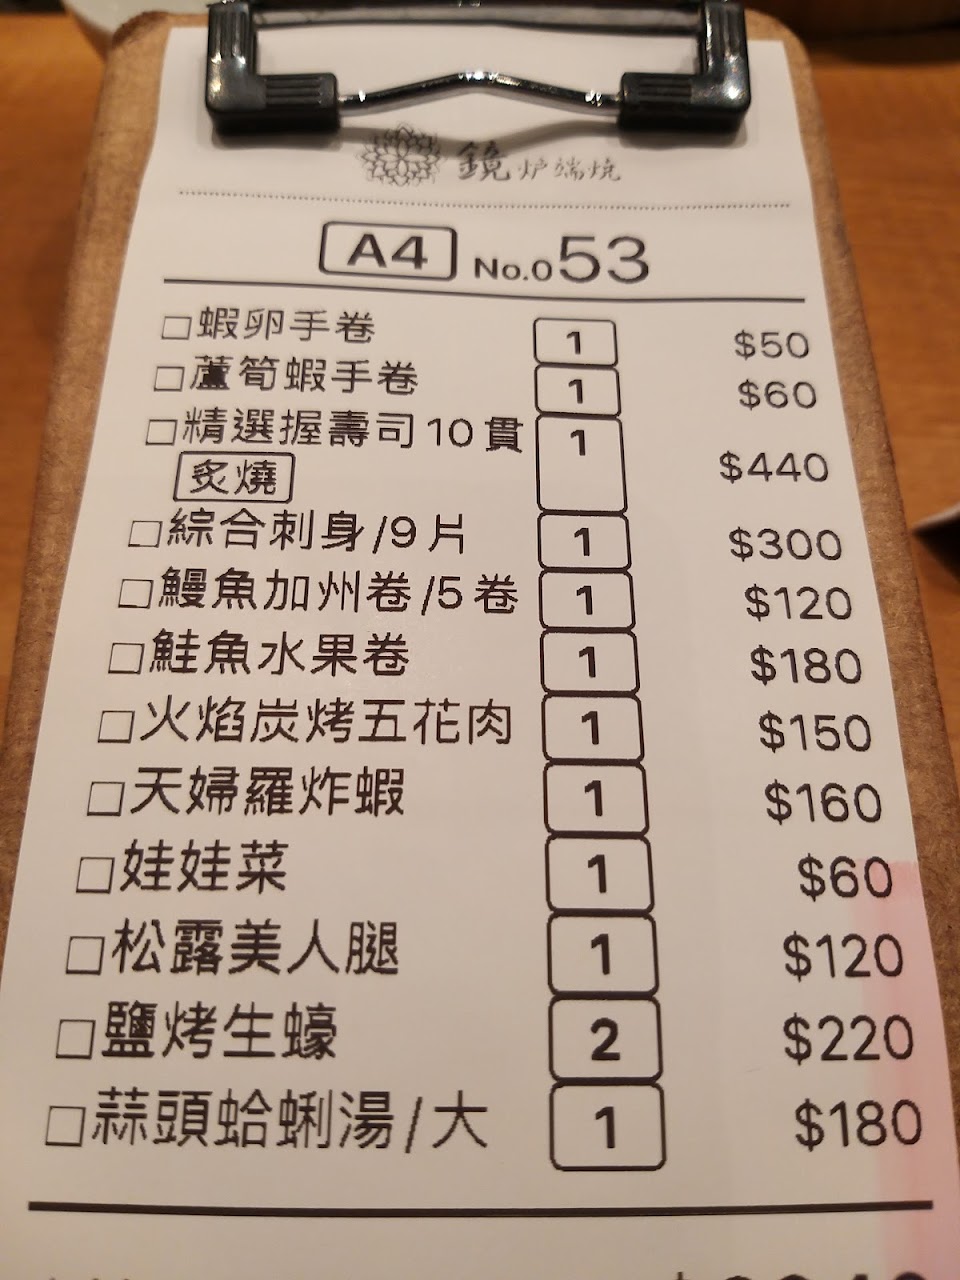 鏡 炉端燒
A4 No.053
□蝦卵手卷 1 $50
□蘆筍蝦手卷 1 $60
□精選握壽司10貫 1 $440
炙燒
□綜合刺身/9片 1 $300
□鰻魚加州卷/5卷 1 $120
□鮭魚水果卷 1 $180
□火焰炭烤五花肉 1 $150
□天婦羅炸蝦 1 $160
□娃娃菜 1 $60
□松露美人腿 1 $120
□鹽烤生蠔 2 $220
□蒜頭蛤蜊湯/大 1 $180